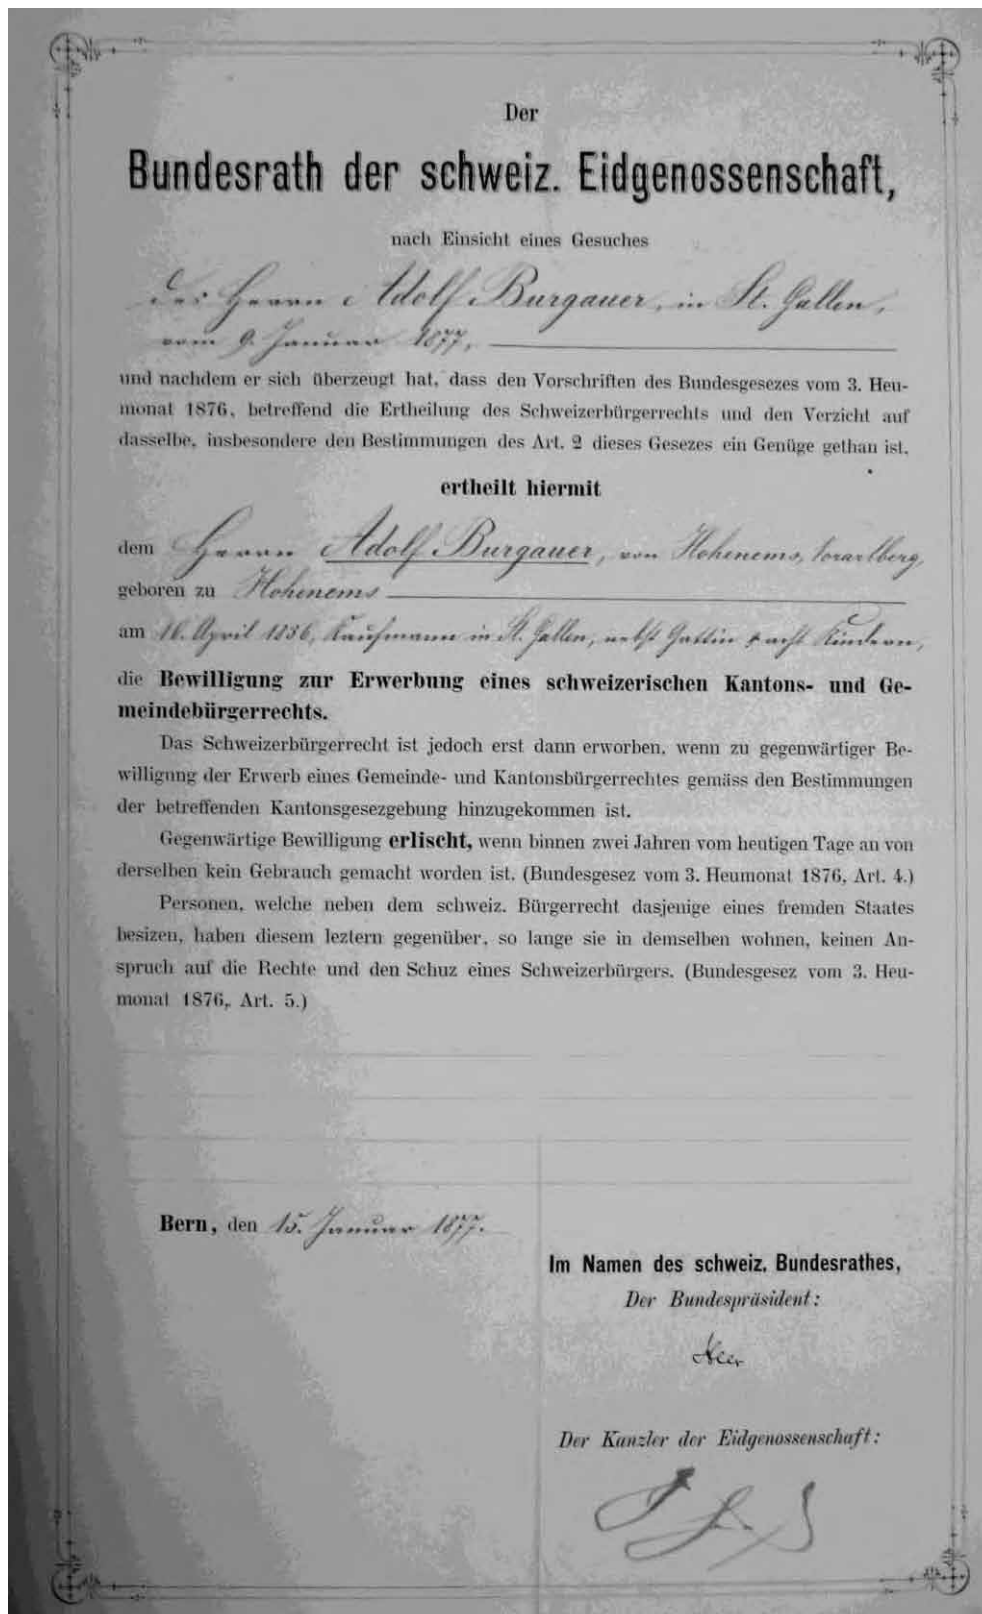 Der
Bundesrath der schweiz. Eidgenossenschaft,
nach Einsicht eines Gesuches
des Herrn Adolf Burgauer, in St. Gallen,
vom 9. Januar 1877,
und nachdem er sich überzeugt hat, dass den Vorschriften des Bundesgesezes vom 3. Heu-
monat 1876, betreffend die Ertheilung des Schweizerbürgerrechts und den Verzicht auf
dasselbe, insbesondere den Bestimmungen des Art. 2 dieses Gesezes ein Genüge gethan ist,
ertheilt hiermit
dem Herrn Adolf Burgauer, von Hohenems, Vorarlberg,
geboren zu Hohenems
am April 1836, Kaufmann in St. Gallen, nebst Gattin & acht Kindern,
die Bewilligung zur Erwerbung eines schweizerischen Kantons- und Ge-
meindebürgerrechts.
Das Schweizerbürgerrecht ist jedoch erst dann erworben, wenn zu gegenwärtiger Be-
willigung der Erwerb eines Gemeinde- und Kantonsbürgerrechtes gemäss den Bestimmungen
der betreffenden Kantonsgesezgebung hinzugekommen ist.
Gegenwärtige Bewilligung erlischt, wenn binnen zwei Jahren vom heutigen Tage an von
derselben kein Gebrauch gemacht worden ist. (Bundesgesez vom 3. Heumonat 1876, Art. 4.)
Personen, welche neben dem schweiz. Bürgerrecht dasjenige eines fremden Staates
besizen, haben diesem leztern gegenüber, so lange sie in demselben wohnen, keinen An-
spruch auf die Rechte und den Schuz eines Schweizerbürgers. (Bundesgesez vom 3. Heu-
monat 1876, Art. 5.)
Bern, den 15. Januar 1877.
Im Namen des schweiz. Bundesrathes,
Der Bundespräsident:
Heer
Der Kanzler der Eidgenossenschaft: